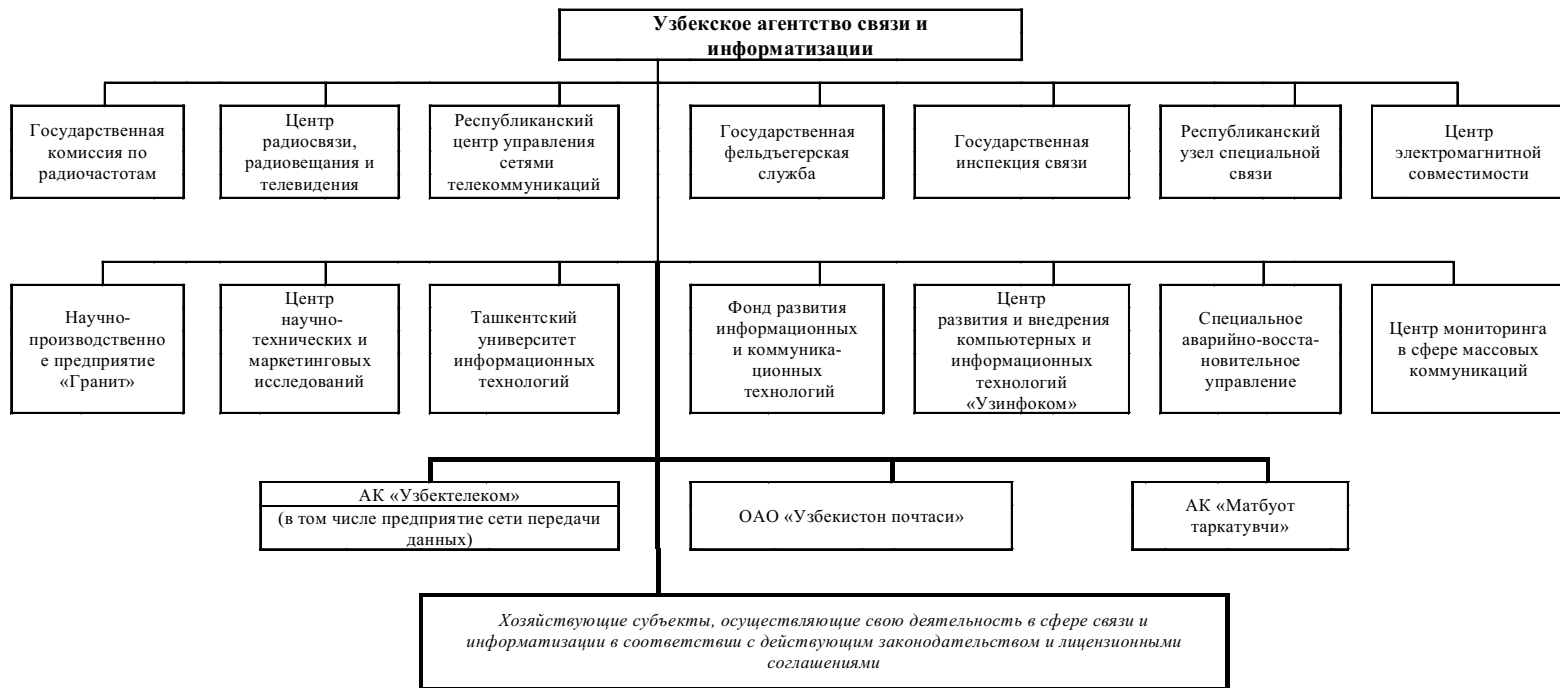 Узбекское агентство связи и
информатизации
Государственная
комиссия по
радиочастотам
Центр
радиосвязи,
радиовещания и
телевидения
Республиканский
центр управления
сетями
телекоммуникаций
Государственная
фельдъегерская
служба
Государственная
инспекция связи
Республиканский
узел специальной
связи
Центр
электромагнитной
совместимости
Научно-
производственно
е предприятие
«Гранит»
Центр
научно-
технических и
маркетинговых
исследований
Ташкентский
университет
информационных
технологий
Фонд развития
информационных
и коммуника-
ционных
технологий
Центр
развития и внедрения
компьютерных и
информационных
технологий
«Узинфоком»
Специальное
аварийно-восста-
новительное
управление
Центр мониторинга
в сфере массовых
коммуникаций
АК «Узбектелеком»
(в том числе предприятие сети передачи
данных)
ОАО «Узбекистон почтаси»
АК «Матбуот
таркатувчи»
Хозяйствующие субъекты, осуществляющие свою деятельность в сфере связи и
информатизации в соответствии с действующим законодательством и лицензионными
соглашениями